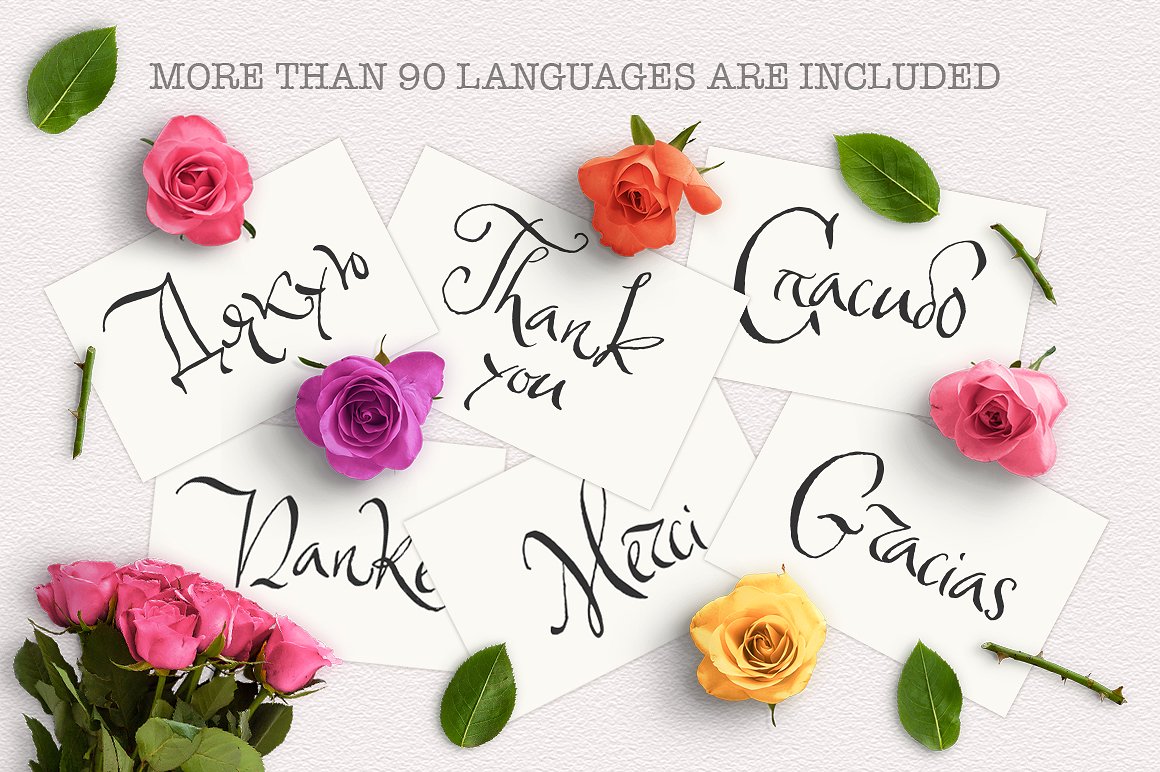 MORE THAN 90 LANGUAGES ARE INCLUDED
Дякую
Thank
you
Спасибо
Danke
Merci
Gracias